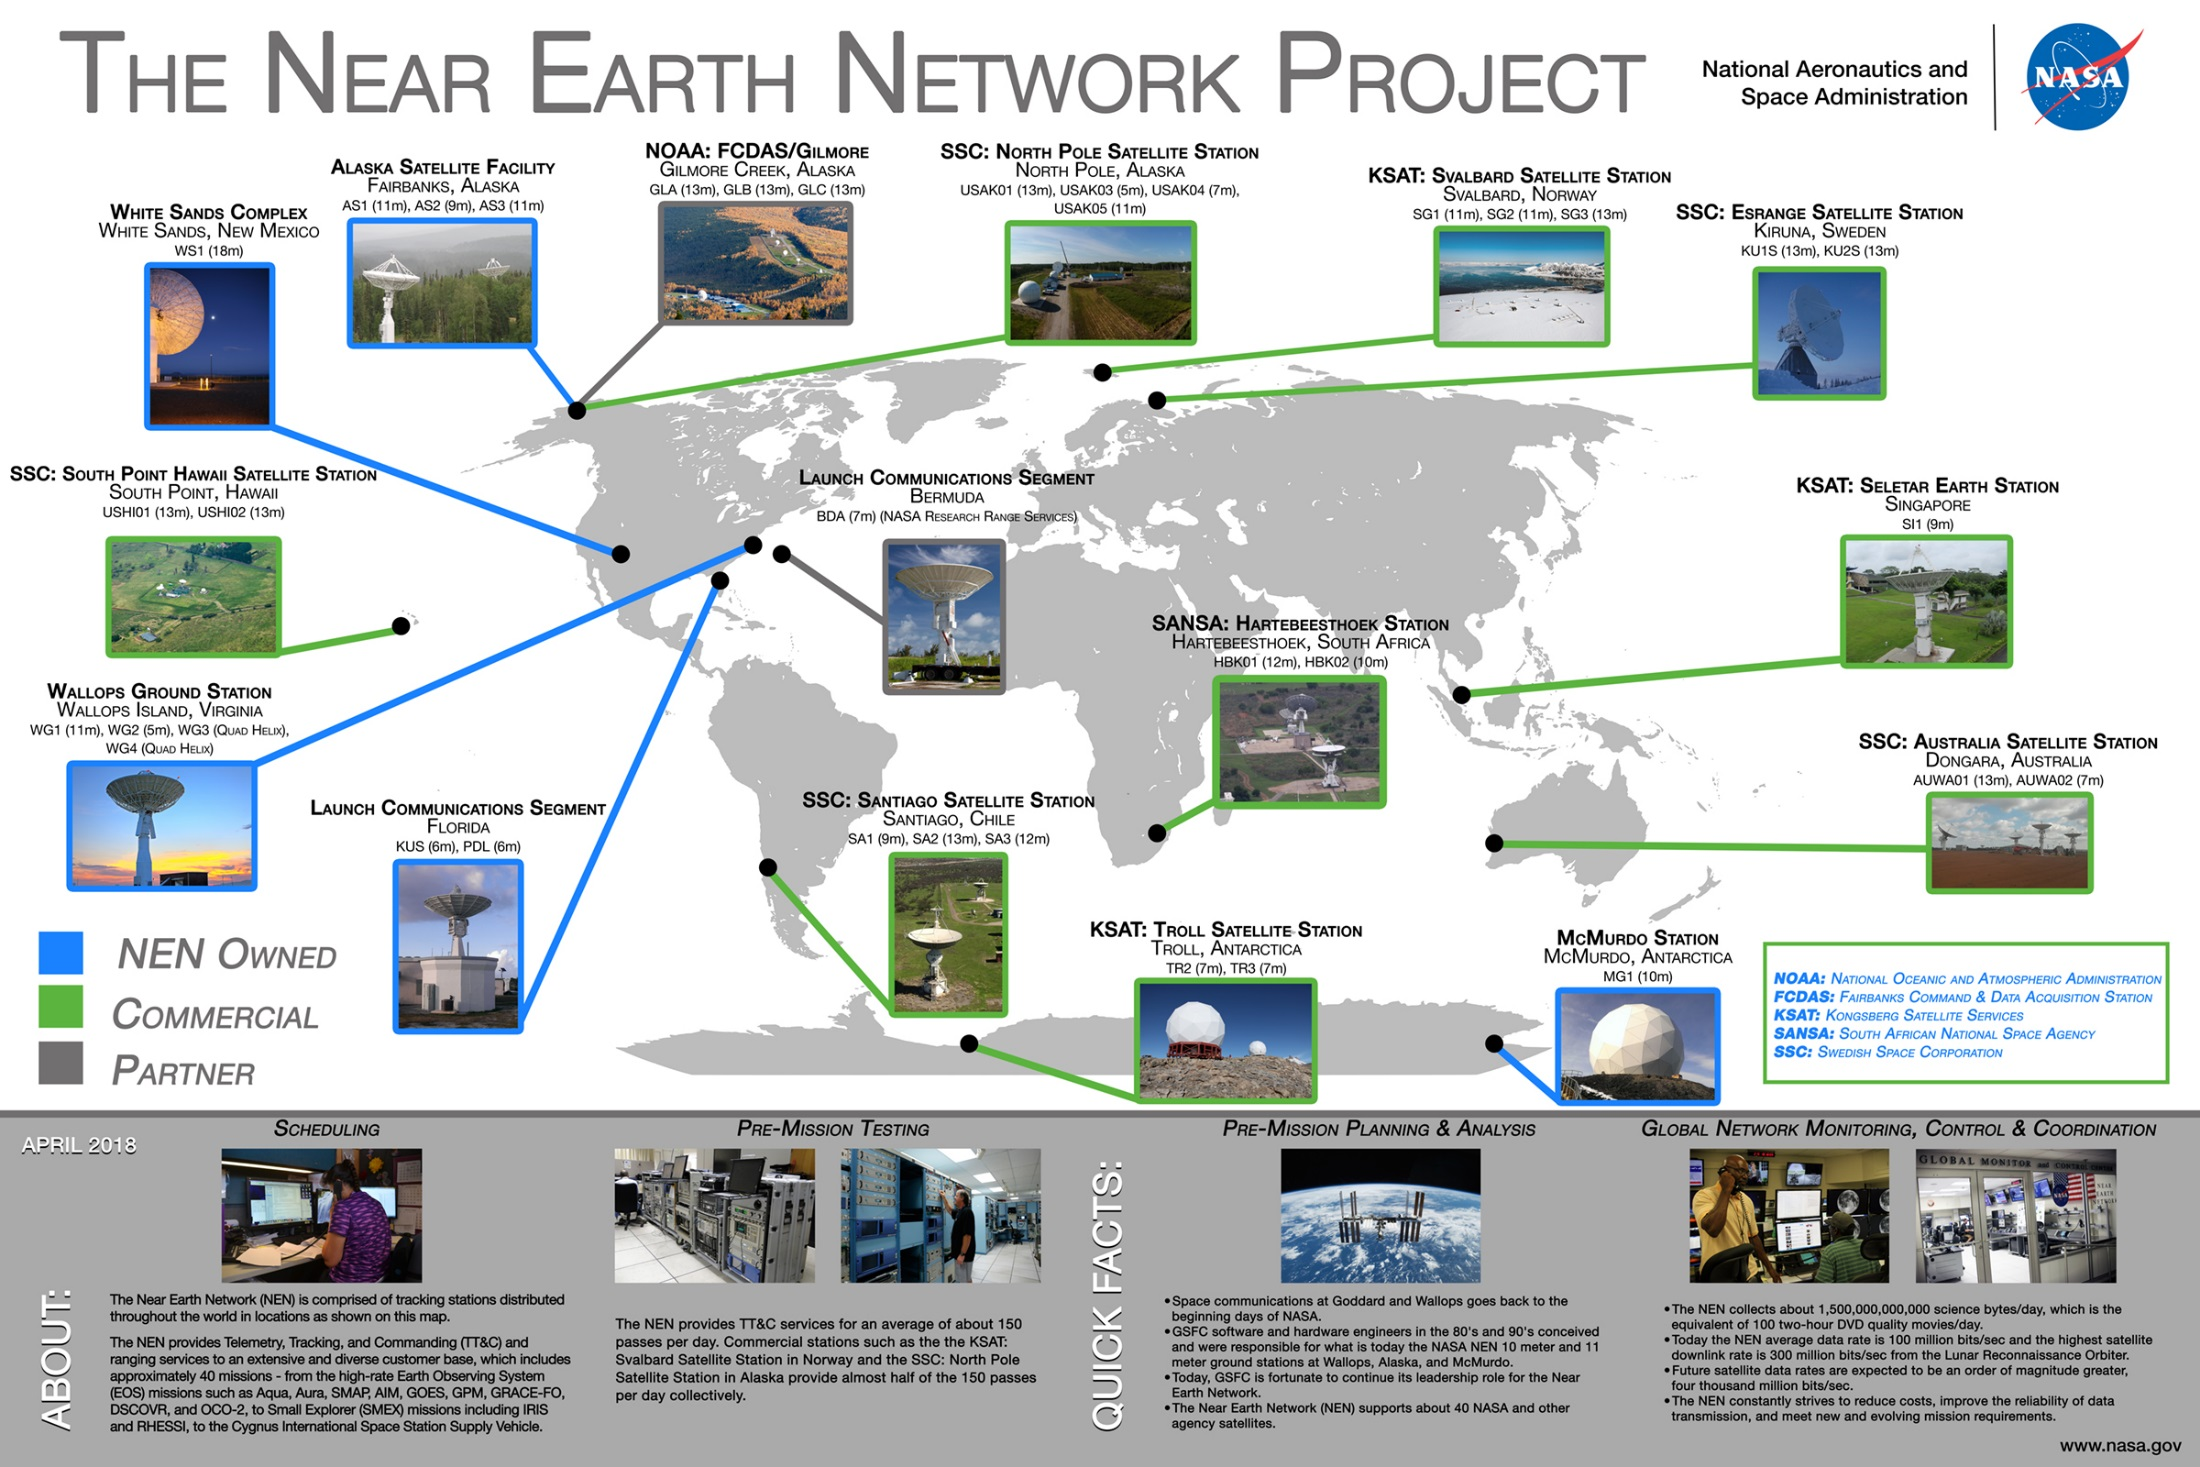 THE NEAR EARTH NETWORK PROJECT
National Aeronautics and
Space Administration
NASA
ALASKA SATELLITE FACILITY
FAIRBANKS, ALASKA
AS1 (11m), AS2 (9m), AS3 (11m)
NOAA: FCDAS/GILMORE
GILMORE CREEK, ALASKA
GLA (13m), GLB (13m), GLC (13m)
SSC: NORTH POLE SATELLITE STATION
NORTH POLE, ALASKA
USAK01 (13m), USAK03 (5m), USAK04 (7m),
USAK05 (11m)
KSAT: SVALBARD SATELLITE STATION
SVALBARD, NORWAY
SG1 (11m), SG2 (11m), SG3 (13m)
SSC: ESRANGE SATELLITE STATION
KIRUNA, SWEDEN
KU1S (13m), KU2S (13m)
WHITE SANDS COMPLEX
WHITE SANDS, NEW MEXICO
WS1 (18m)
SSC: SOUTH POINT HAWAII SATELLITE STATION
SOUTH POINT, HAWAII
USHI01 (13m), USHI02 (13m)
LAUNCH COMMUNICATIONS SEGMENT
BERMUDA
BDA (7m) (NASA RESEARCH RANGE SERVICES)
KSAT: SELETAR EARTH STATION
SINGAPORE
SI1 (9m)
SANSA: HARTEBEESTHOEK STATION
HARTEBEESTHOEK, SOUTH AFRICA
HBK01 (12m), HBK02 (10m)
WALLOPS GROUND STATION
WALLOPS ISLAND, VIRGINIA
WG1 (11m), WG2 (5m), WG3 (QUAD HELIX),
WG4 (QUAD HELIX)
SSC: AUSTRALIA SATELLITE STATION
DONGARA, AUSTRALIA
AUWA01 (13m), AUWA02 (7m)
LAUNCH COMMUNICATIONS SEGMENT
FLORIDA
KUS (6m), PDL (6m)
SSC: SANTIAGO SATELLITE STATION
SANTIAGO, CHILE
SA1 (9m), SA2 (13m), SA3 (12m)
KSAT: TROLL SATELLITE STATION
TROLL, ANTARCTICA
TR2 (7m), TR3 (7m)
MCMURDO STATION
MCMURDO, ANTARCTICA
MG1 (10m)
NEN OWNED
COMMERCIAL
PARTNER
NOAA: NATIONAL OCEANIC AND ATMOSPHERIC ADMINISTRATION
FCDAS: FAIRBANKS COMMAND & DATA ACQUISITION STATION
KSAT: KONGSBERG SATELLITE SERVICES
SANSA: SOUTH AFRICAN NATIONAL SPACE AGENCY
SSC: SWEDISH SPACE CORPORATION
APRIL 2018
ABOUT:
SCHEDULING
The Near Earth Network (NEN) is comprised of tracking stations distributed
throughout the world in locations as shown on this map.
The NEN provides Telemetry, Tracking, and Commanding (TT&C) and
ranging services to an extensive and diverse customer base, which includes
approximately 40 missions - from the high-rate Earth Observing System
(EOS) missions such as Aqua, Aura, SMAP, AIM, GOES, GPM, GRACE-FO,
DSCOVR, and OCO-2, to Small Explorer (SMEX) missions including IRIS
and RHESSI, to the Cygnus International Space Station Supply Vehicle.
PRE-MISSION TESTING
The NEN provides TT&C services for an average of about 150
passes per day. Commercial stations such as the the KSAT:
Svalbard Satellite Station in Norway and the SSC: North Pole
Satellite Station in Alaska provide almost half of the 150 passes
per day collectively.
QUICK FACTS:
PRE-MISSION PLANNING & ANALYSIS
•Space communications at Goddard and Wallops goes back to the
beginning days of NASA.
•GSFC software and hardware engineers in the 80's and 90's conceived
and were responsible for what is today the NASA NEN 10 meter and 11
meter ground stations at Wallops, Alaska, and McMurdo.
•Today, GSFC is fortunate to continue its leadership role for the Near
Earth Network.
•The Near Earth Network (NEN) supports about 40 NASA and other
agency satellites.
GLOBAL NETWORK MONITORING, CONTROL & COORDINATION
GLOBAL MONITOR and CONTROL CENTER
NASA
NEAR
EARTH
NETWORK
•The NEN collects about 1,500,000,000,000 science bytes/day, which is the
equivalent of 100 two-hour DVD quality movies/day.
•Today the NEN average data rate is 100 million bits/sec and the highest satellite
downlink rate is 300 million bits/sec from the Lunar Reconnaissance Orbiter.
•Future satellite data rates are expected to be an order of magnitude greater,
four thousand million bits/sec.
•The NEN constantly strives to reduce costs, improve the reliability of data
transmission, and meet new and evolving mission requirements.
www.nasa.gov